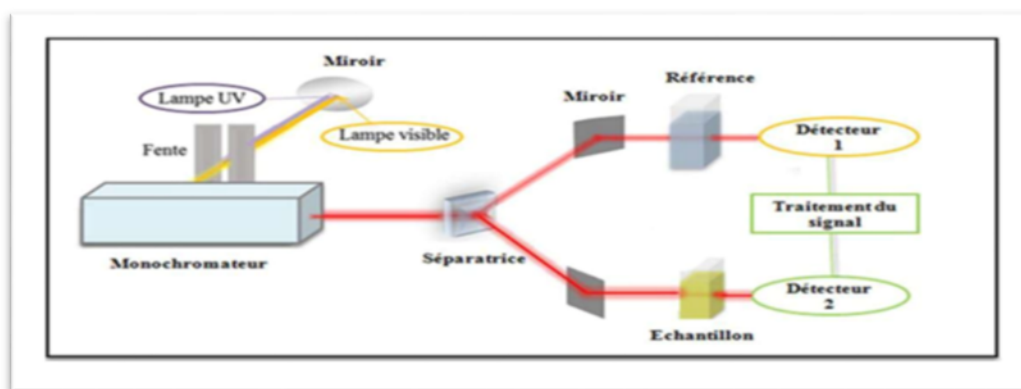 Miroir
Lampe UV
Lampe visible
Fente
Monochromateur
Séparatrice
Miroir
Référence
Détecteur
1
Traitement du
signal
Détecteur
2
Echantillon